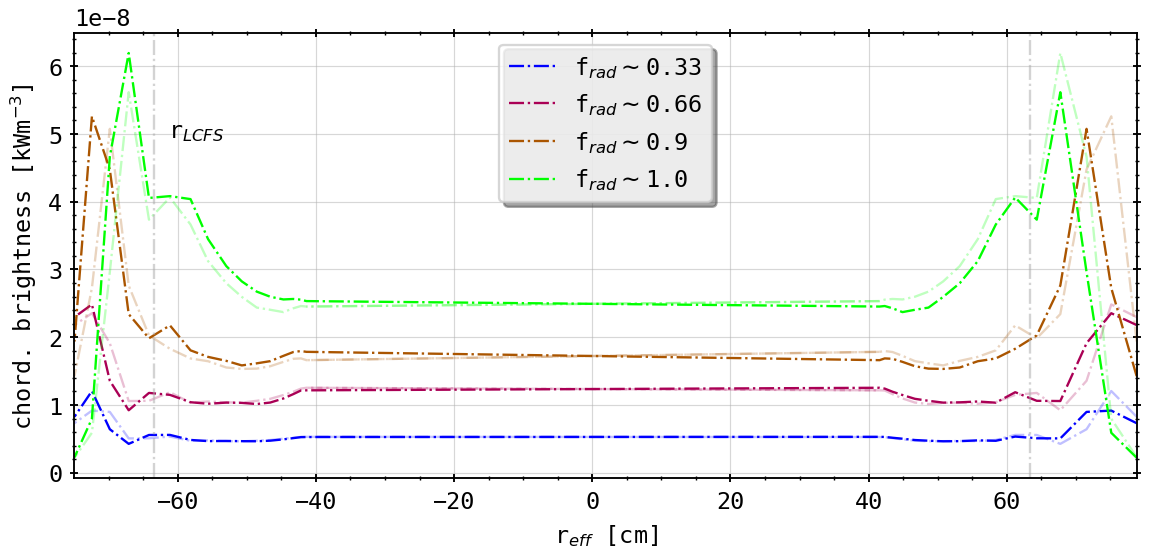 1e−8
chord. brightness [kWm⁻³]
6
5
4
3
2
1
0
r_LCFS
f_rad ~ 0.33
f_rad ~ 0.66
f_rad ~ 0.9
f_rad ~ 1.0
−60 −40 −20 0 20 40 60
r_eff [cm]